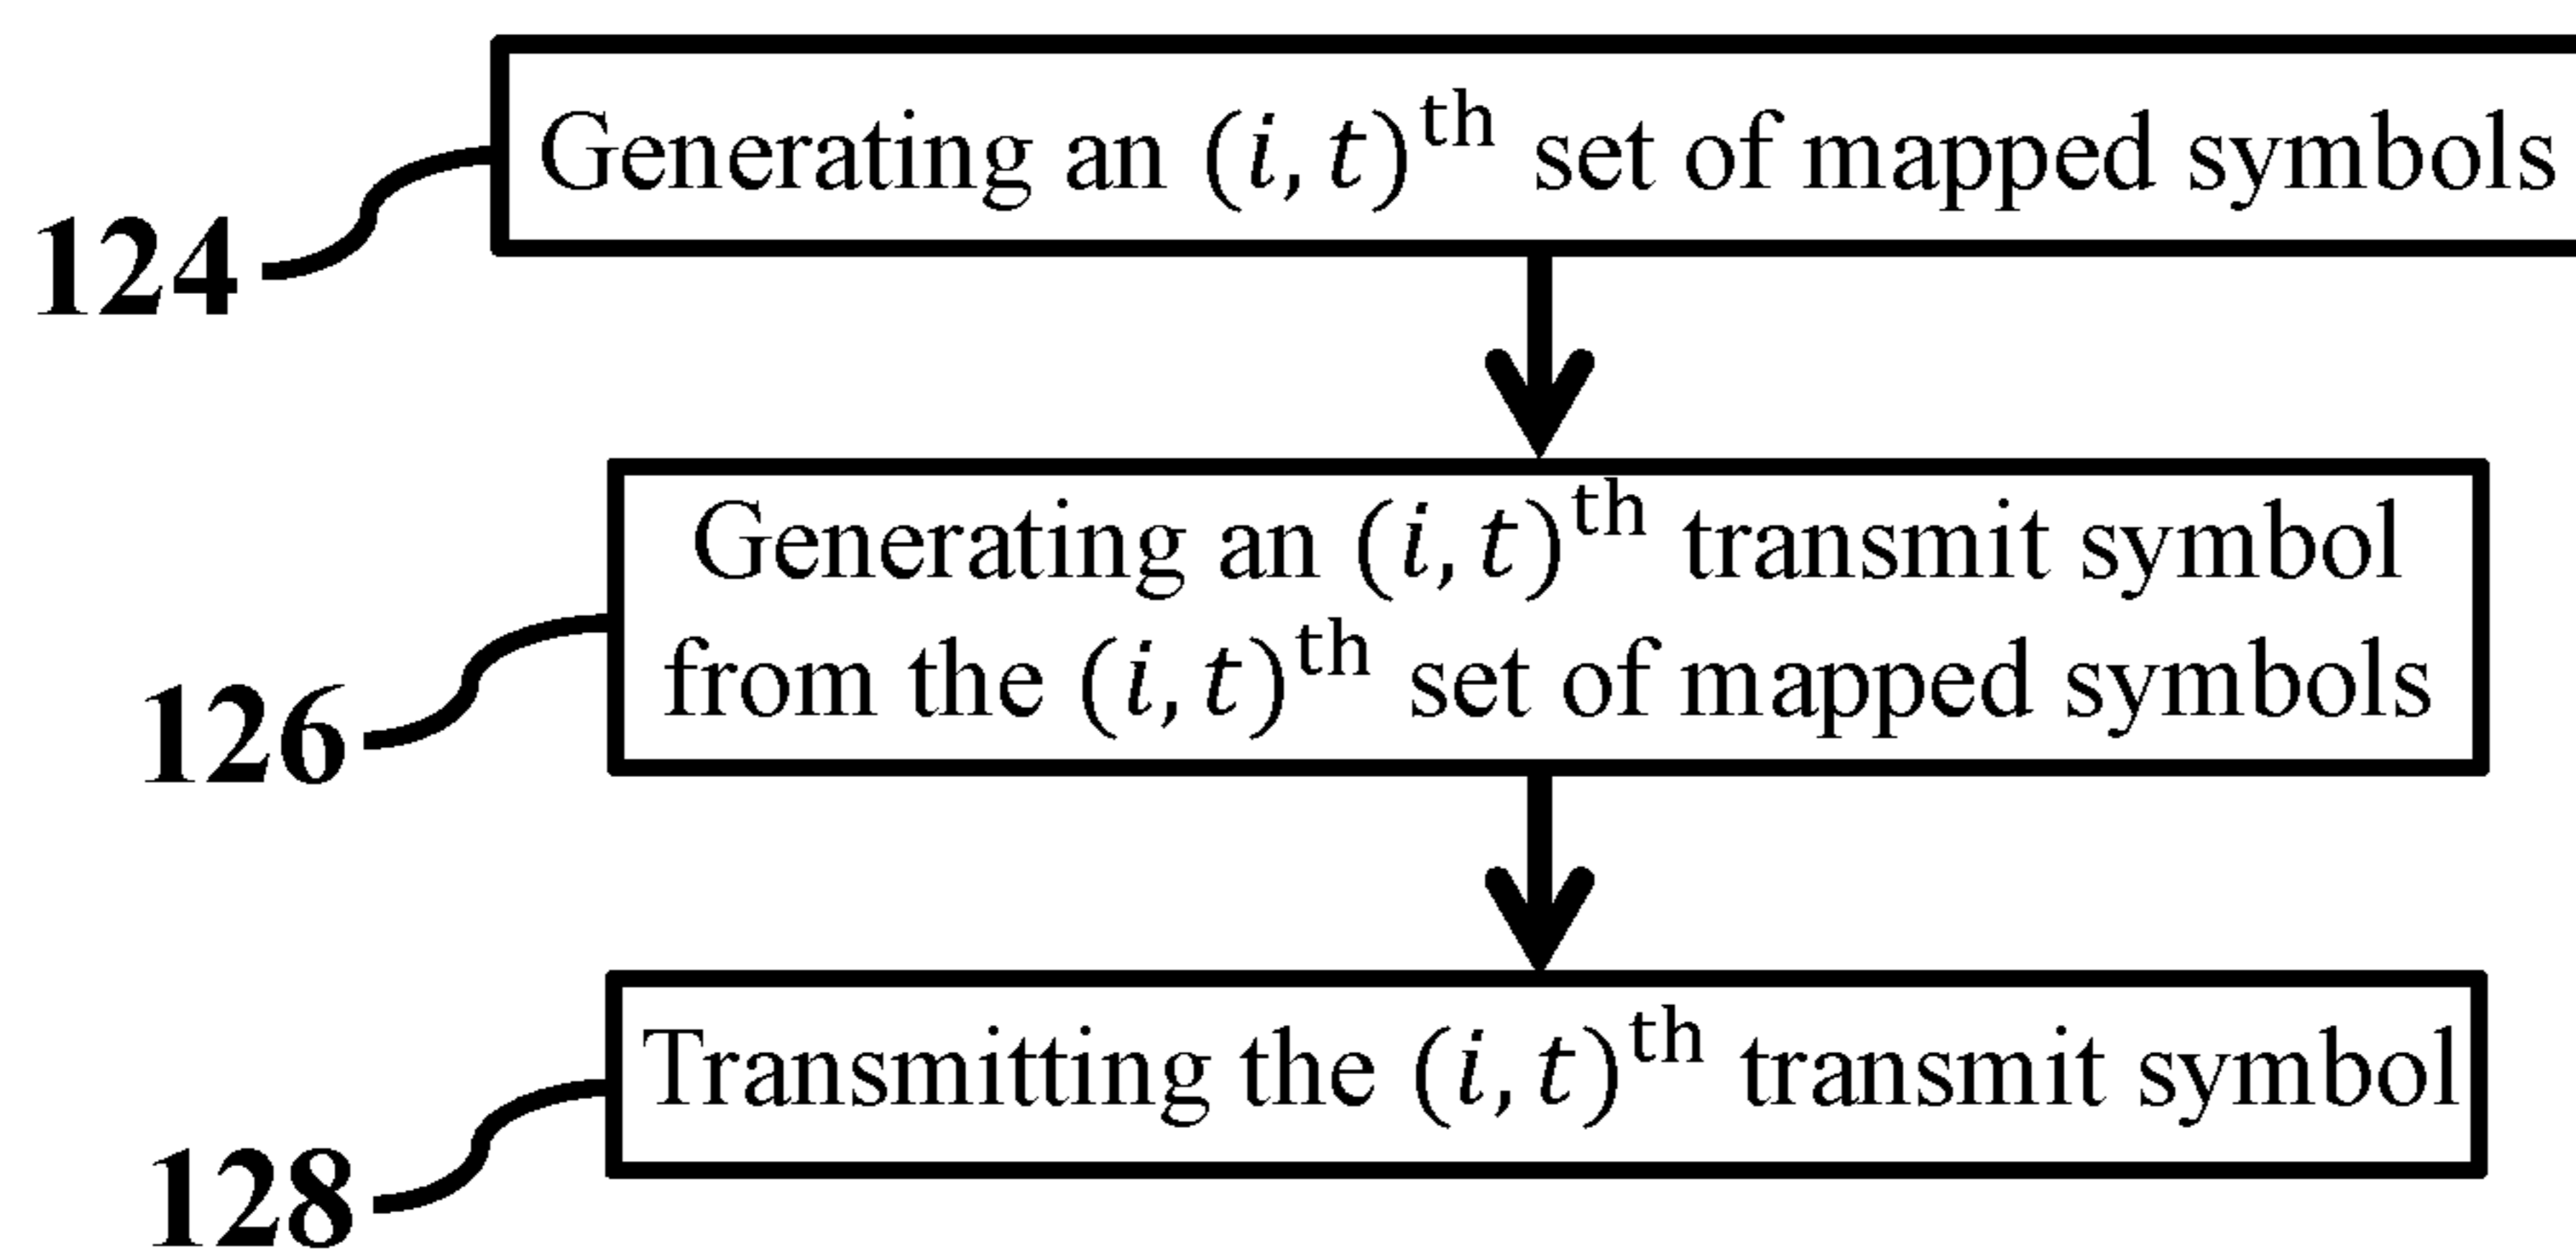 Generating an (i, t)th set of mapped symbols
124
Generating an (i, t)th transmit symbol
from the (i, t)th set of mapped symbols
126
Transmitting the (i, t)th transmit symbol
128